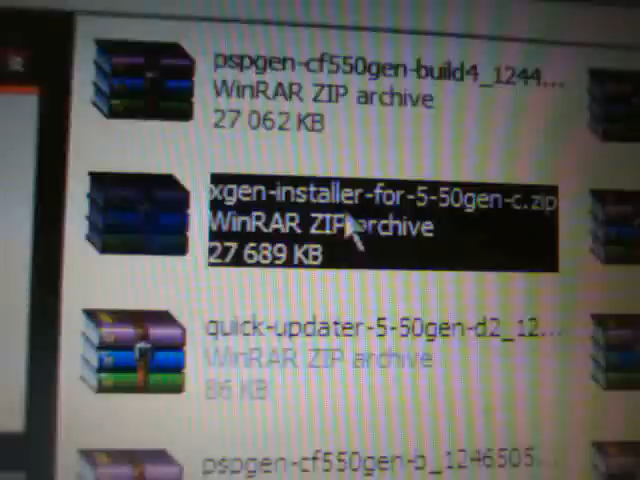 pspgen-cf550gen-build4_1244...
WinRAR ZIP archive
27 062 KB
xgen-installer-for-5-50gen-c.zip
WinRAR ZIP archive
27 689 KB
quick-updater-5-50gen-d2_12...
WinRAR ZIP archive
86 KB
pspgen-cf550gen-b_1246505...